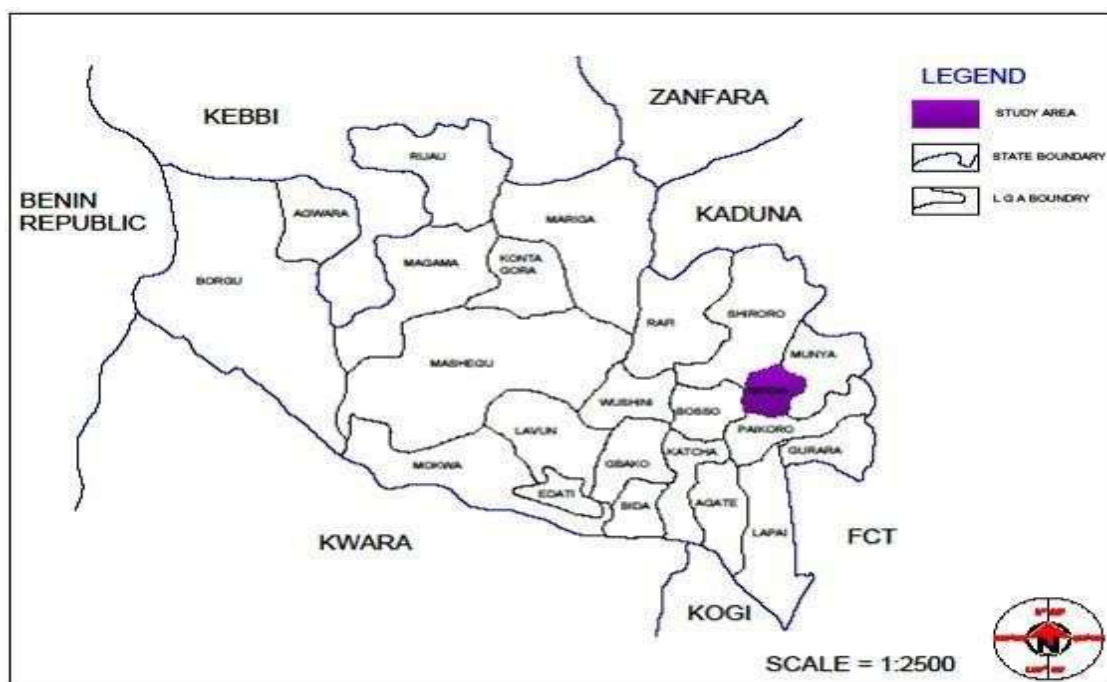 LEGEND
STUDY AREA
STATE BOUNDARY
L G A BOUNDRY
ZANFARA
KEBBI
RIJAU
BENIN
REPUBLIC
AGWARA
MARIGA
KADUNA
MAGAMA
KONTA
GORA
BORGU
RAFI
SHIRORO
MUNYA
MASHEGU
WUSHINI
BOSSO
PAIKORO
LAVUN
GURARA
MOKWA
GBAKO
KATCHA
EDATI
BIDA
AGATE
LAPAI
KWARA
FCT
KOGI
SCALE = 1:2500
N